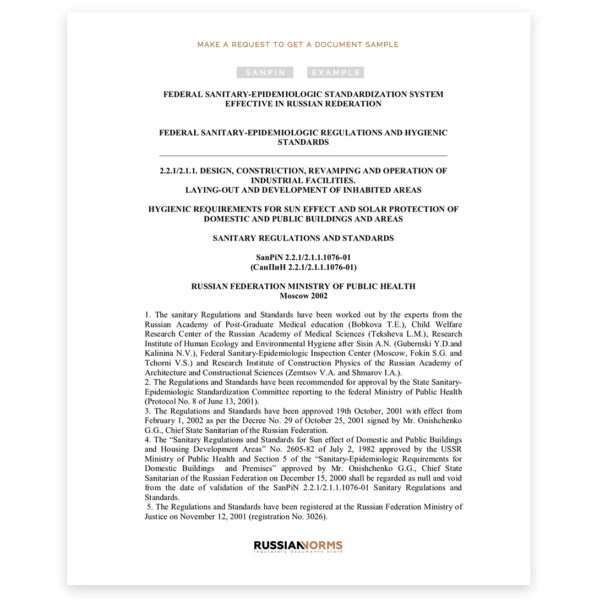 MAKE A REQUEST TO GET A DOCUMENT SAMPLE
SANPIN EXAMPLE
FEDERAL SANITARY-EPIDEMIOLOGIC STANDARDIZATION SYSTEM
EFFECTIVE IN RUSSIAN REDERATION
FEDERAL SANITARY-EPIDEMIOLOGIC REGULATIONS AND HYGIENIC
STANDARDS
2.2.1/2.1.1. DESIGN, CONSTRUCTION, REVAMPING AND OPERATION OF
INDUSTRIAL FACILITIES.
LAYING-OUT AND DEVELOPMENT OF INHABITED AREAS
HYGIENIC REQUIREMENTS FOR SUN EFFECT AND SOLAR PROTECTION OF
DOMESTIC AND PUBLIC BUILDINGS AND AREAS
SANITARY REGULATIONS AND STANDARDS
SanPiN 2.2.1/2.1.1.1076-01
(СанПиН 2.2.1/2.1.1.1076-01)
RUSSIAN FEDERATION MINISTRY OF PUBLIC HEALTH
Moscow 2002
1. The sanitary Regulations and Standards have been worked out by the experts from the
Russian Academy of Post-Graduate Medical education (Bobkova T.E.), Child Welfare
Research Center of the Russian Academy of Medical Sciences (Teksheva L.M.), Research
Institute of Human Ecology and Environmental Hygiene after Sisin A.N. (Gubernski Y.D.and
Kalinina N.V.), Federal Sanitary-Epidemiologic Inspection Center (Moscow, Fokin S.G. and
Tchorni V.S.) and Research Institute of Construction Physics of the Russian Academy of
Architecture and Constructional Sciences (Zemtsov V.A. and Shmarov I.A.).
2. The Regulations and Standards have been recommended for approval by the State Sanitary-
Epidemiologic Standardization Committee reporting to the federal Ministry of Public Health
(Protocol No. 8 of June 13, 2001).
3. The Regulations and Standards have been approved 19th October, 2001 with effect from
February 1, 2002 as per the Decree No. 29 of October 25, 2001 signed by Mr. Onishchenko
G.G., Chief State Sanitarian of the Russian Federation.
4. The “Sanitary Regulations and Standards for Sun effect of Domestic and Public Buildings
and Housing Development Areas” No. 2605-82 of July 2, 1982 approved by the USSR
Ministry of Public Health and Section 5 of the “Sanitary-Epidemiologic Requirements for
Domestic Buildings and Premises” approved by Mr. Onishchenko G.G., Chief State
Sanitarian of the Russian Federation on December 15, 2000 shall be regarded as null and void
from the date of validation of the SanPiN 2.2.1/2.1.1.1076-01 Sanitary Regulations and
Standards.
5. The Regulations and Standards have been registered at the Russian Federation Ministry of
Justice on November 12, 2001 (registration No. 3026).
RUSSIANNORMS
regulatory documents store